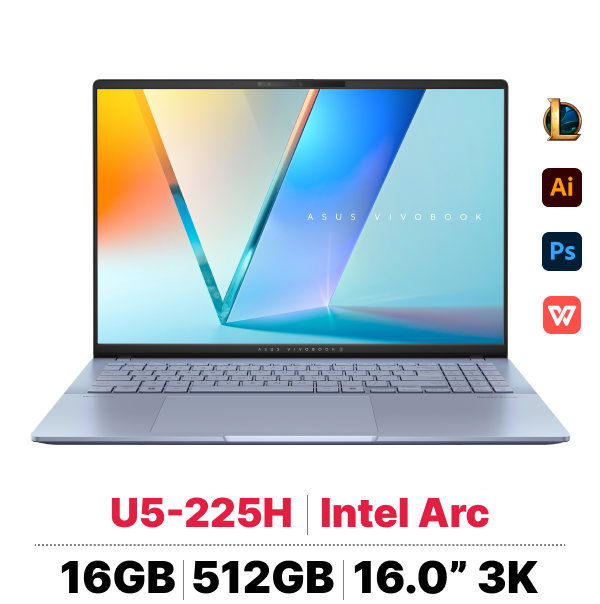 L
Ai
Ps
W
ASUS VIVOBOOK
ASUS VIVOBOOK S
U5-225H | Intel Arc
16GB | 512GB | 16.0” 3K